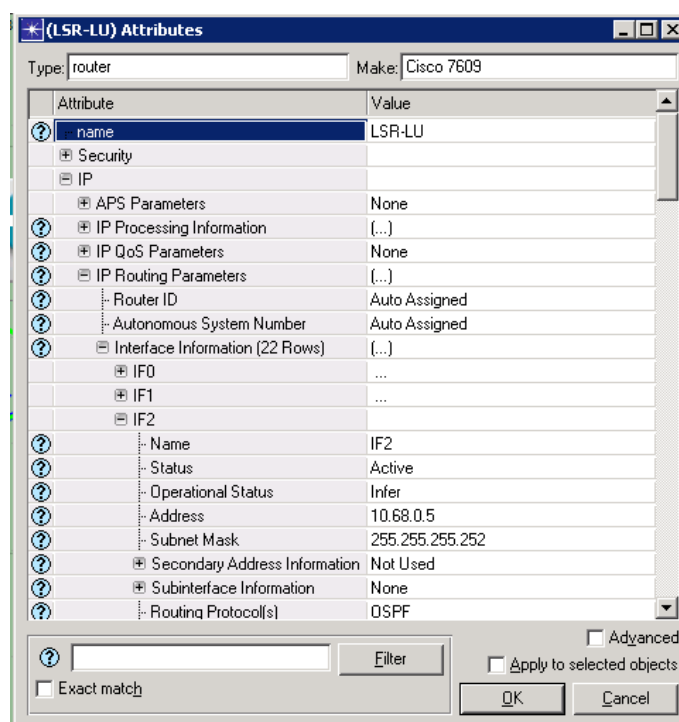 (LSR-LU) Attributes
Type: router Make: Cisco 7609
Attribute Value
name LSR-LU
Security
IP
APS Parameters None
IP Processing Information (...)
IP QoS Parameters None
IP Routing Parameters (...)
Router ID Auto Assigned
Autonomous System Number Auto Assigned
Interface Information (22 Rows) (...)
IF0 ...
IF1 ...
IF2
Name IF2
Status Active
Operational Status Infer
Address 10.68.0.5
Subnet Mask 255.255.255.252
Secondary Address Information Not Used
Subinterface Information None
Routing Protocol(s) OSPF
Advanced
Filter
Apply to selected objects
Exact match
OK Cancel